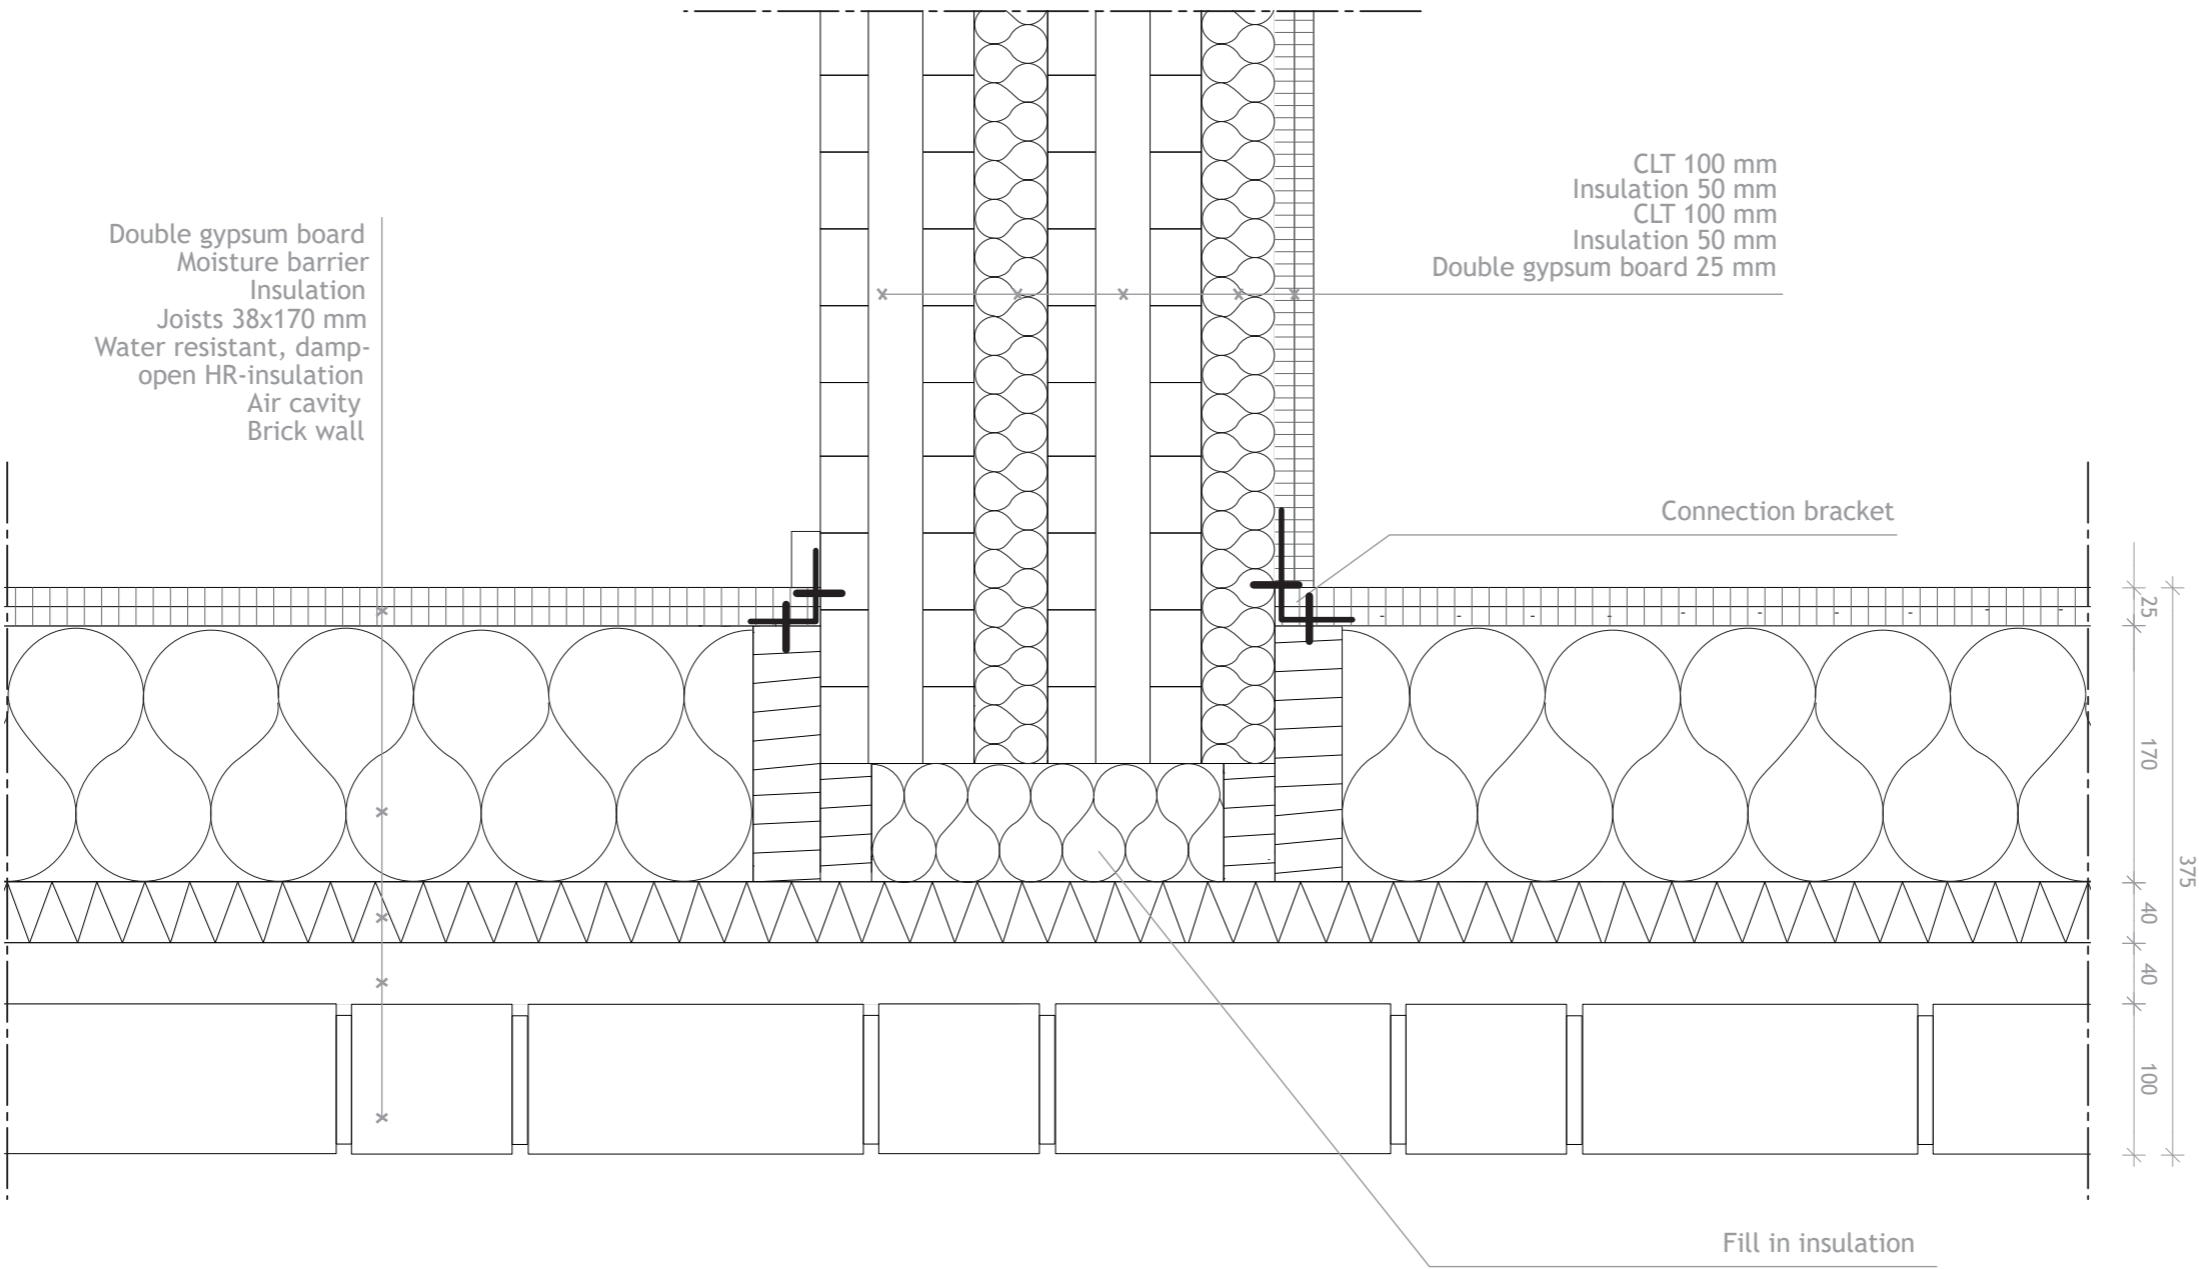 CLT 100 mm
Insulation 50 mm
CLT 100 mm
Insulation 50 mm
Double gypsum board 25 mm
Double gypsum board
Moisture barrier
Insulation
Joists 38x170 mm
Water resistant, damp-
open HR-insulation
Air cavity
Brick wall
Connection bracket
25
170
375
40
40
100
Fill in insulation